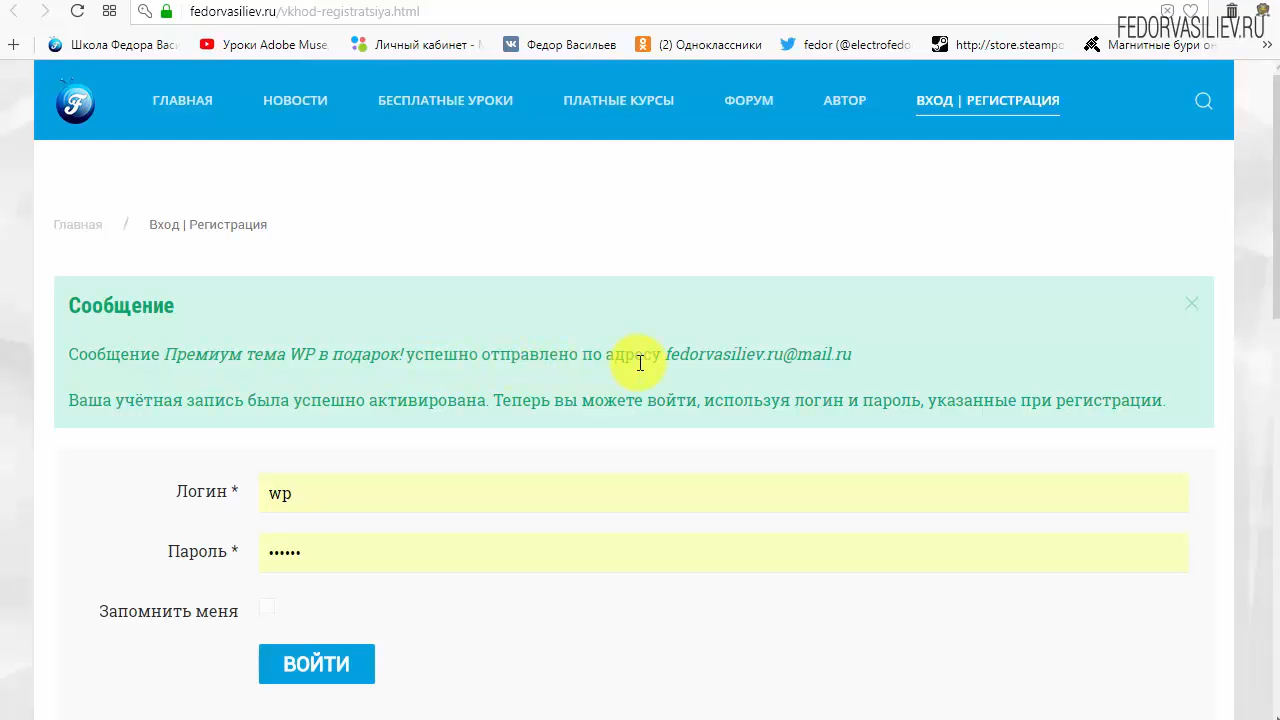 fedorvasiliev.ru/vkhod-registratsiya.html
FEDORVASILIEV.RU
Школа Федора Васи
Уроки Adobe Muse,
Личный кабинет -
Федор Васильев
(2) Одноклассники
fedor (@electrofedo
http://store.steampo
Магнитные бури он
ГЛАВНАЯ
НОВОСТИ
БЕСПЛАТНЫЕ УРОКИ
ПЛАТНЫЕ КУРСЫ
ФОРУМ
АВТОР
ВХОД | РЕГИСТРАЦИЯ
Главная / Вход | Регистрация
Сообщение
Сообщение Премиум тема WP в подарок! успешно отправлено по адресу fedorvasiliev.ru@mail.ru
Ваша учётная запись была успешно активирована. Теперь вы можете войти, используя логин и пароль, указанные при регистрации.
Логин *
wp
Пароль *
••••••
Запомнить меня
ВОЙТИ